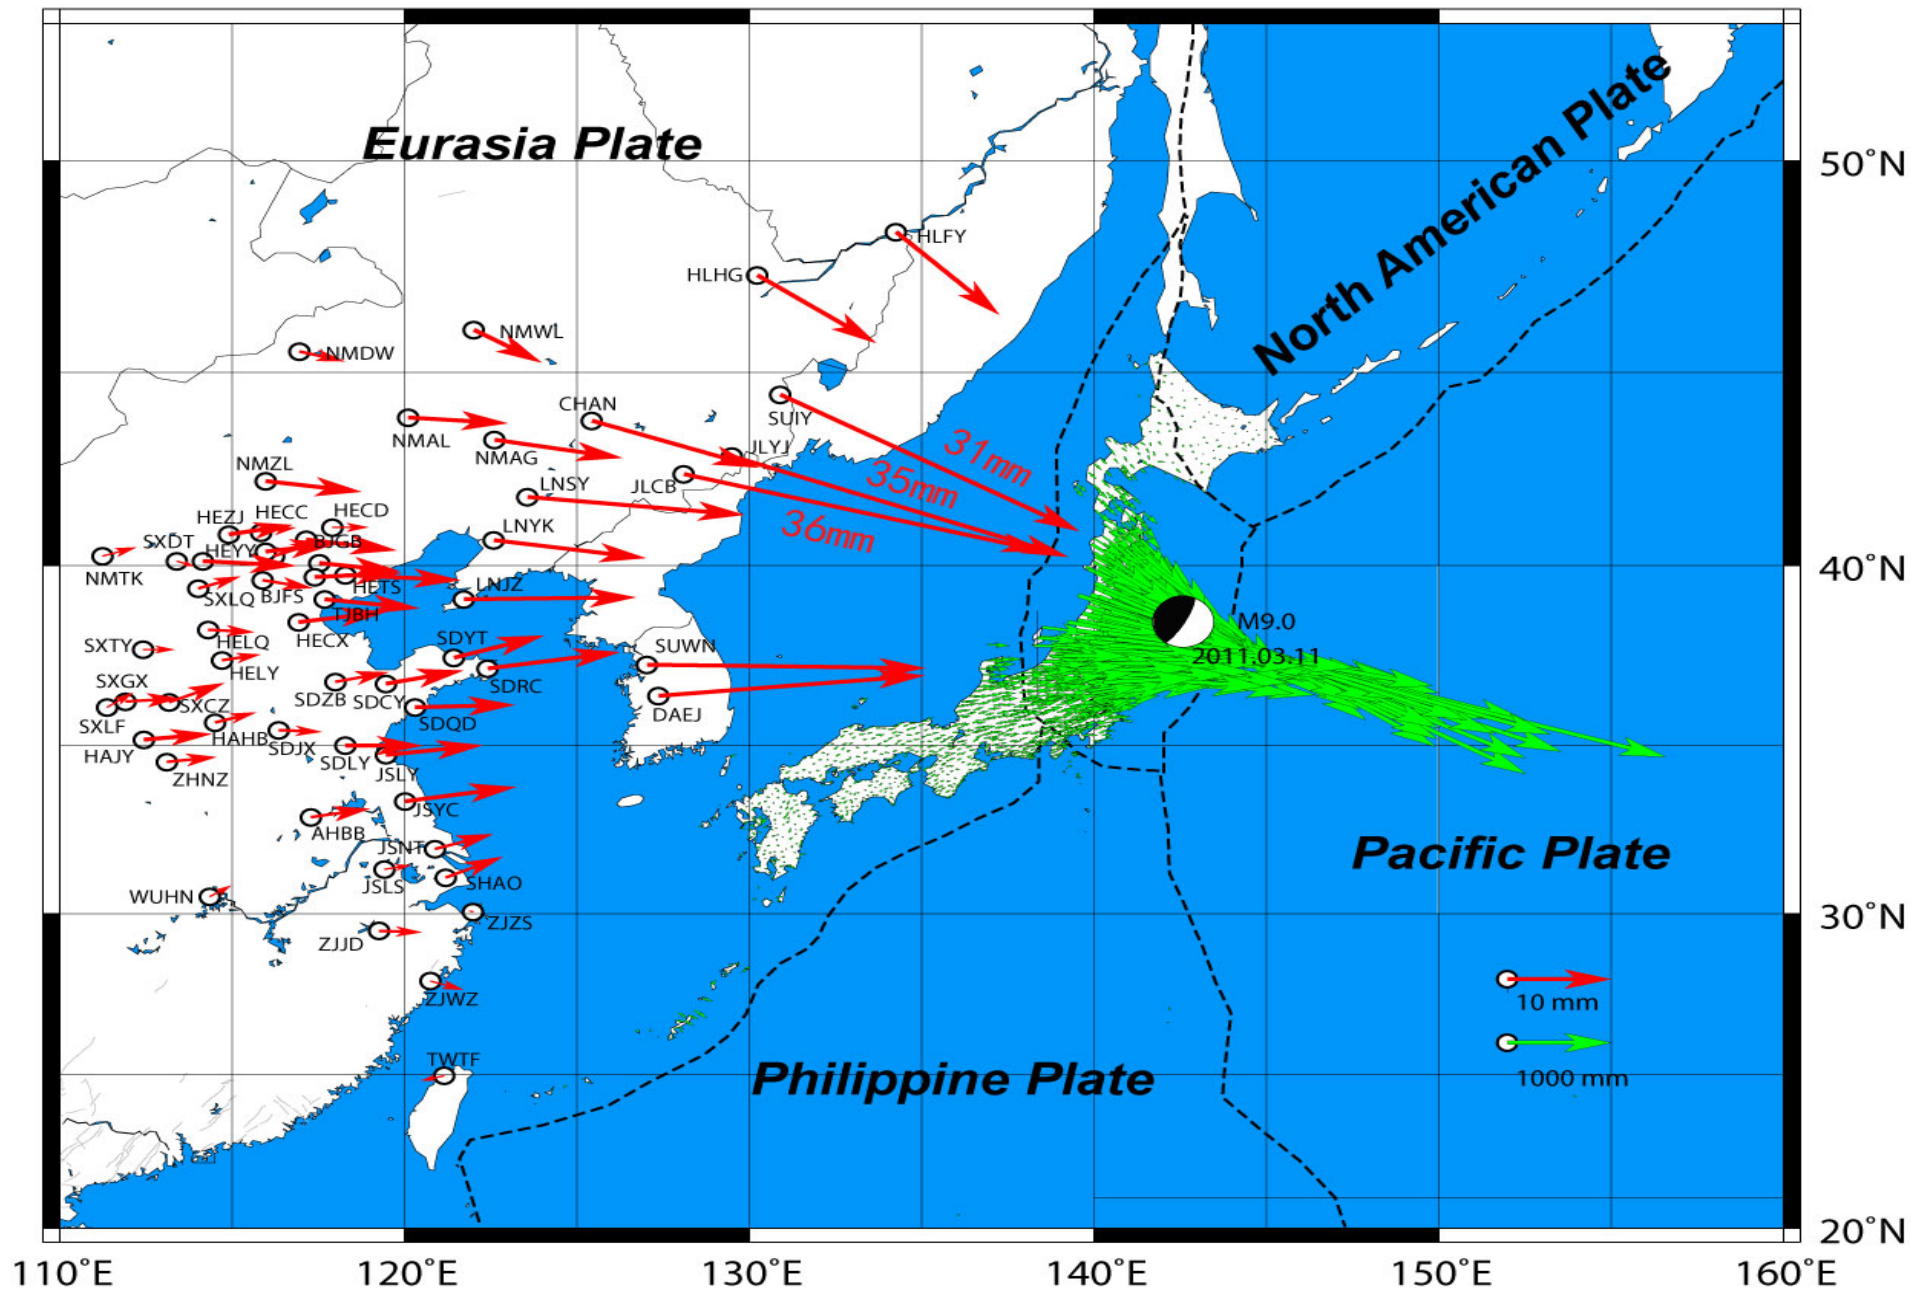 Eurasia Plate
North American Plate
50°N
HLFY
HLHG
NMWL
NMDW
CHAN
SUIY
NMAL
NMAG
JLYJ
31mm
NMZL
LNSY
JLCB
35mm
HECC
HECD
HEZJ
LNYK
36mm
SXDT
HEYY
BJGB
40°N
NMTK
HETS
LNJZ
SXLQ
BJFS
TJBH
M9.0
HELQ
HECX
SDYT
SUWN
2011.03.11
SXTY
HELY
SXGX
SDZB
SDCY
SDRC
SXCZ
DAEJ
SXLF
SDQD
HAHB
SDJX
HAJY
SDLY
JSLY
ZHNZ
JSYC
AHBB
JSNT
Pacific Plate
JSLS
SHAO
WUHN
ZJZS
30°N
ZJJD
ZJWZ
10 mm
TWTF
Philippine Plate
1000 mm
20°N
110°E
120°E
130°E
140°E
150°E
160°E